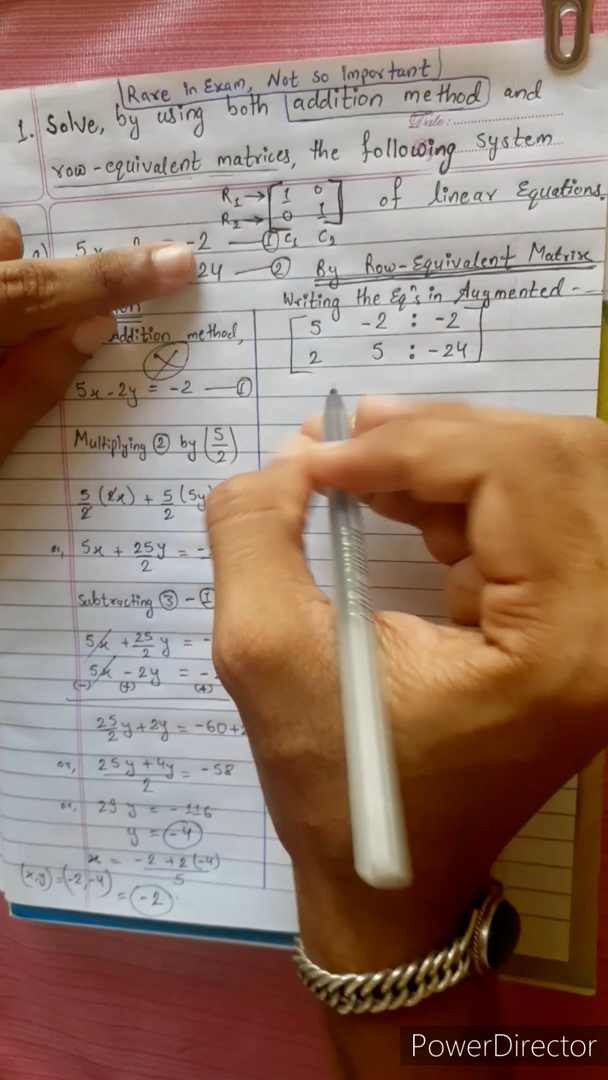 Rare in Exam, Not so important
1. Solve, by using both addition method and
Date:
row-equivalent matrices, the following system
of linear Equations.
R₁ → [ 1 0 ]
R₂ → [ 0 1 ]
C₁ C₂
a) 5x = -2 — ①
24 — ②
Addition method,
5x - 2y = -2 — ①
Multiplying ② by (5/2)
5/2 (2x) + 5/2 (5y)
or, 5x + 25y/2 = -
Subtracting ③ - ①
5x + 25/2 y = -
5x - 2y = -
(-) (+) (+)
25/2 y + 2y = -60+2
or, 25y + 4y / 2 = -58
or, 29 y = -116
y = -4
x = -2 + 2(-4) / 5
(x,y) = (-2,-4)
= -2
By Row-Equivalent Matrix
Writing the Eqⁿs in Augmented -
[ 5 -2 : -2 ]
[ 2 5 : -24 ]
PowerDirector